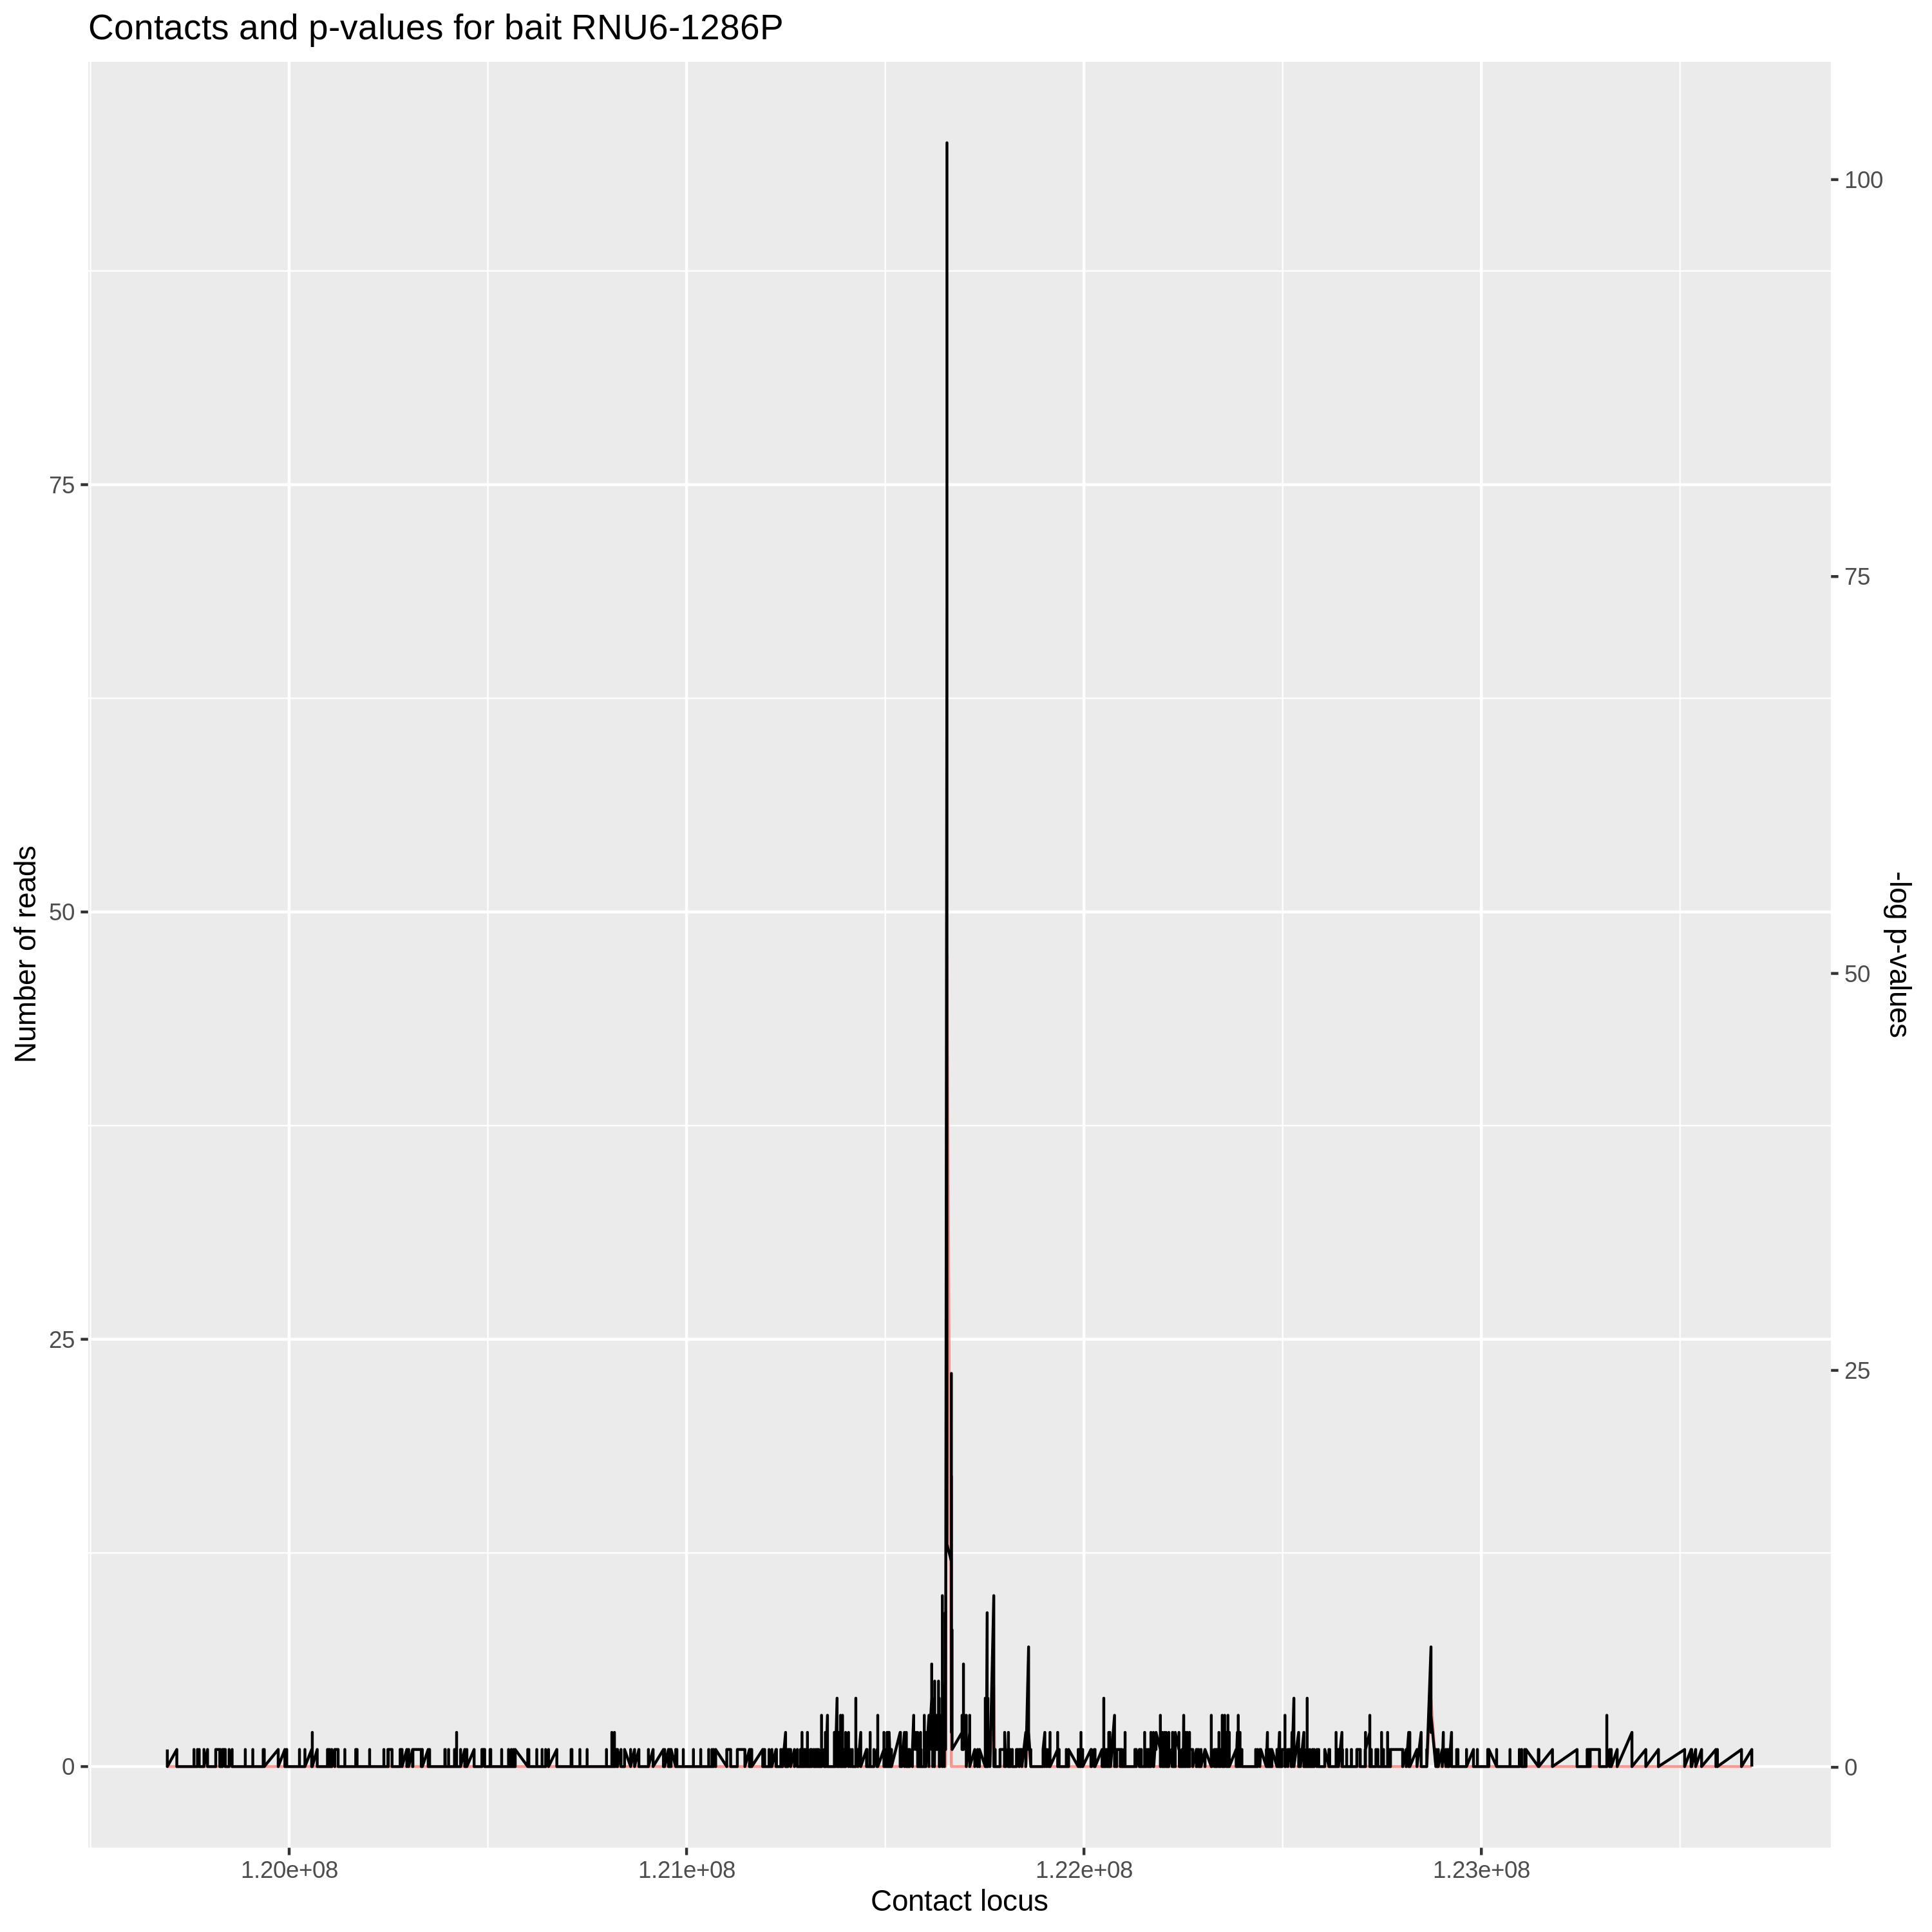 Contacts and p-values for bait RNU6-1286P
Number of reads
75
50
25
0
100
75
50
25
0
-log p-values
1.20e+08 1.21e+08 1.22e+08 1.23e+08
Contact locus